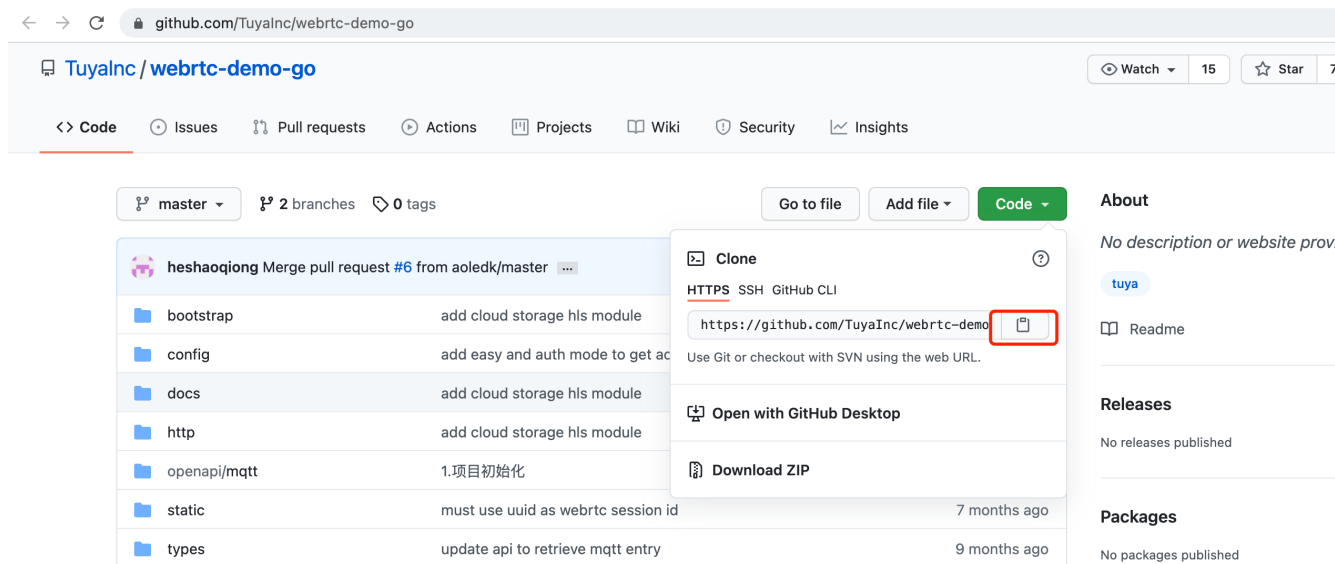 github.com/TuyaInc/webrtc-demo-go
TuyaInc / webrtc-demo-go
Watch 15 Star 7
Code Issues Pull requests Actions Projects Wiki Security Insights
master 2 branches 0 tags Go to file Add file Code
heshaoqiong Merge pull request #6 from aoledk/master ...
bootstrap add cloud storage hls module
config add easy and auth mode to get ac
docs add cloud storage hls module
http add cloud storage hls module
openapi/mqtt 1.项目初始化
static must use uuid as webrtc session id 7 months ago
types update api to retrieve mqtt entry 9 months ago
Clone
HTTPS SSH GitHub CLI
https://github.com/TuyaInc/webrtc-demo
Use Git or checkout with SVN using the web URL.
Open with GitHub Desktop
Download ZIP
About
No description or website prov
tuya
Readme
Releases
No releases published
Packages
No packages published